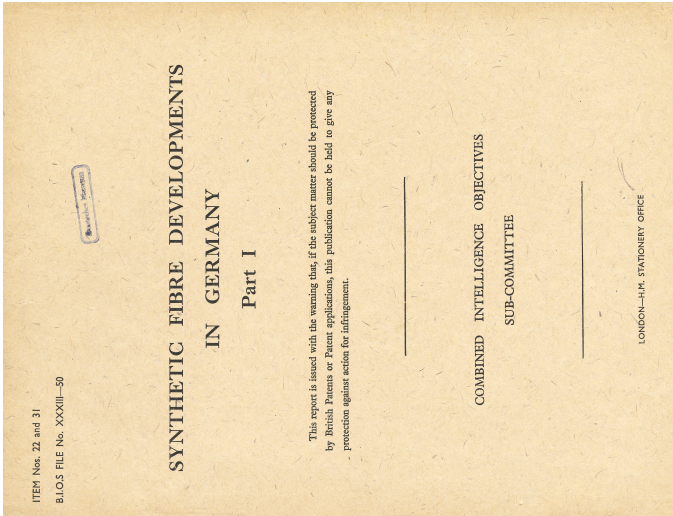 ITEM Nos. 22 and 31
B.I.O.S FILE No. XXXIII—50
SYNTHETIC FIBRE DEVELOPMENTS
IN GERMANY
Part I
This report is issued with the warning that, if the subject matter should be protected
by British Patents or Patent applications, this publication cannot be held to give any
protection against action for infringement.
COMBINED INTELLIGENCE OBJECTIVES
SUB-COMMITTEE
LONDON—H.M. STATIONERY OFFICE